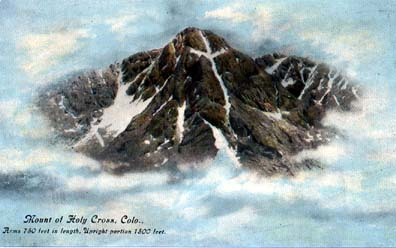 Mount of Holy Cross, Colo.,
Arms 750 feet in length. Upright portion 1500 feet.